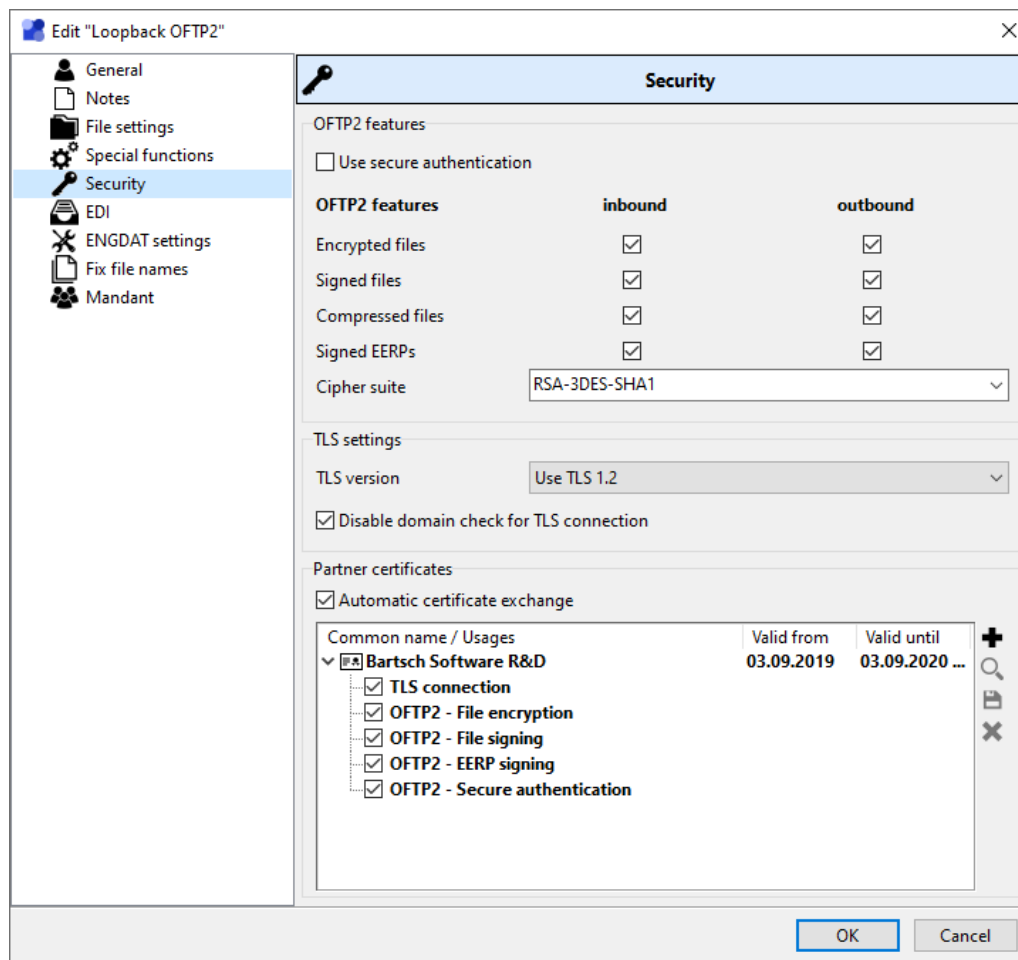 Edit "Loopback OFTP2"
General
Notes
File settings
Special functions
Security
EDI
ENGDAT settings
Fix file names
Mandant
Security
OFTP2 features
Use secure authentication
OFTP2 features inbound outbound
Encrypted files
Signed files
Compressed files
Signed EERPs
Cipher suite RSA-3DES-SHA1
TLS settings
TLS version Use TLS 1.2
Disable domain check for TLS connection
Partner certificates
Automatic certificate exchange
Common name / Usages Valid from Valid until
Bartsch Software R&D 03.09.2019 03.09.2020 ...
TLS connection
OFTP2 - File encryption
OFTP2 - File signing
OFTP2 - EERP signing
OFTP2 - Secure authentication
OK Cancel